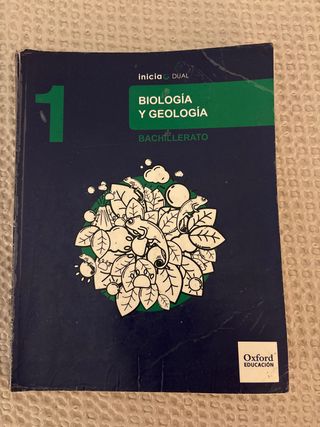 inicia DUAL
1
BIOLOGÍA
Y GEOLOGÍA
BACHILLERATO
Oxford
EDUCACIÓN